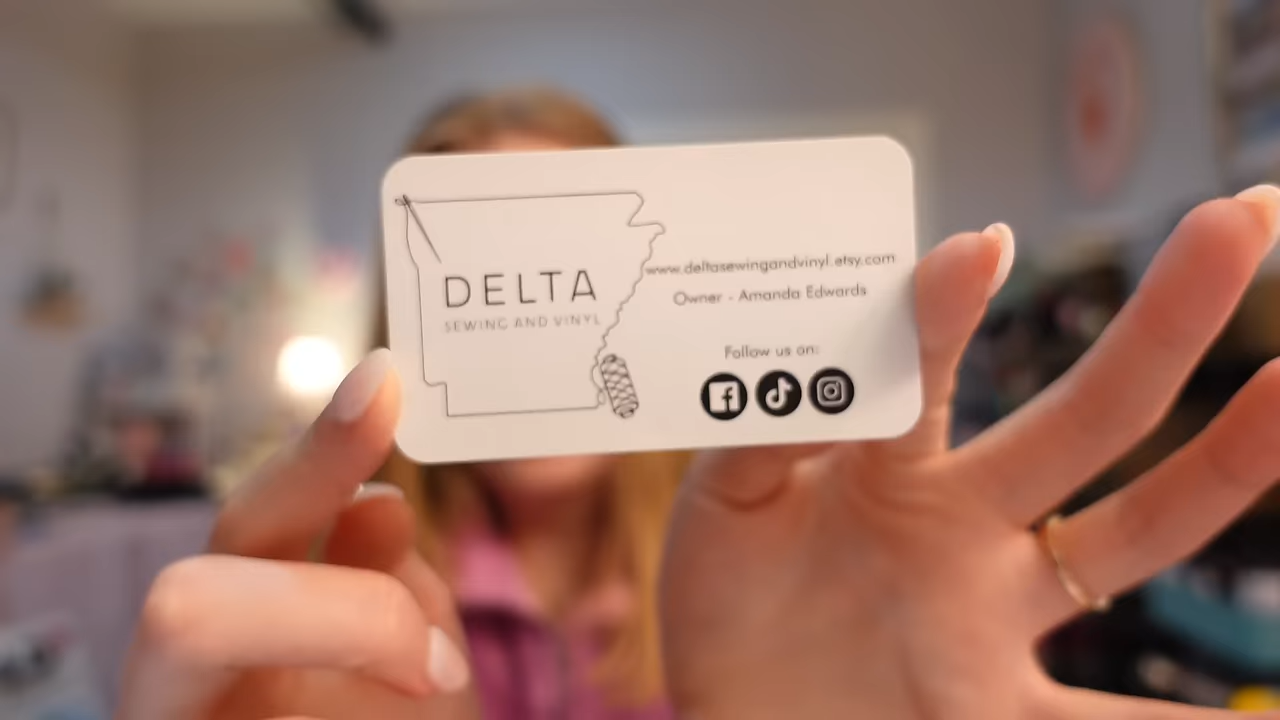 DELTA
SEWING AND VINYL
www.deltasewingandvinyl.etsy.com
Owner - Amanda Edwards
Follow us on: